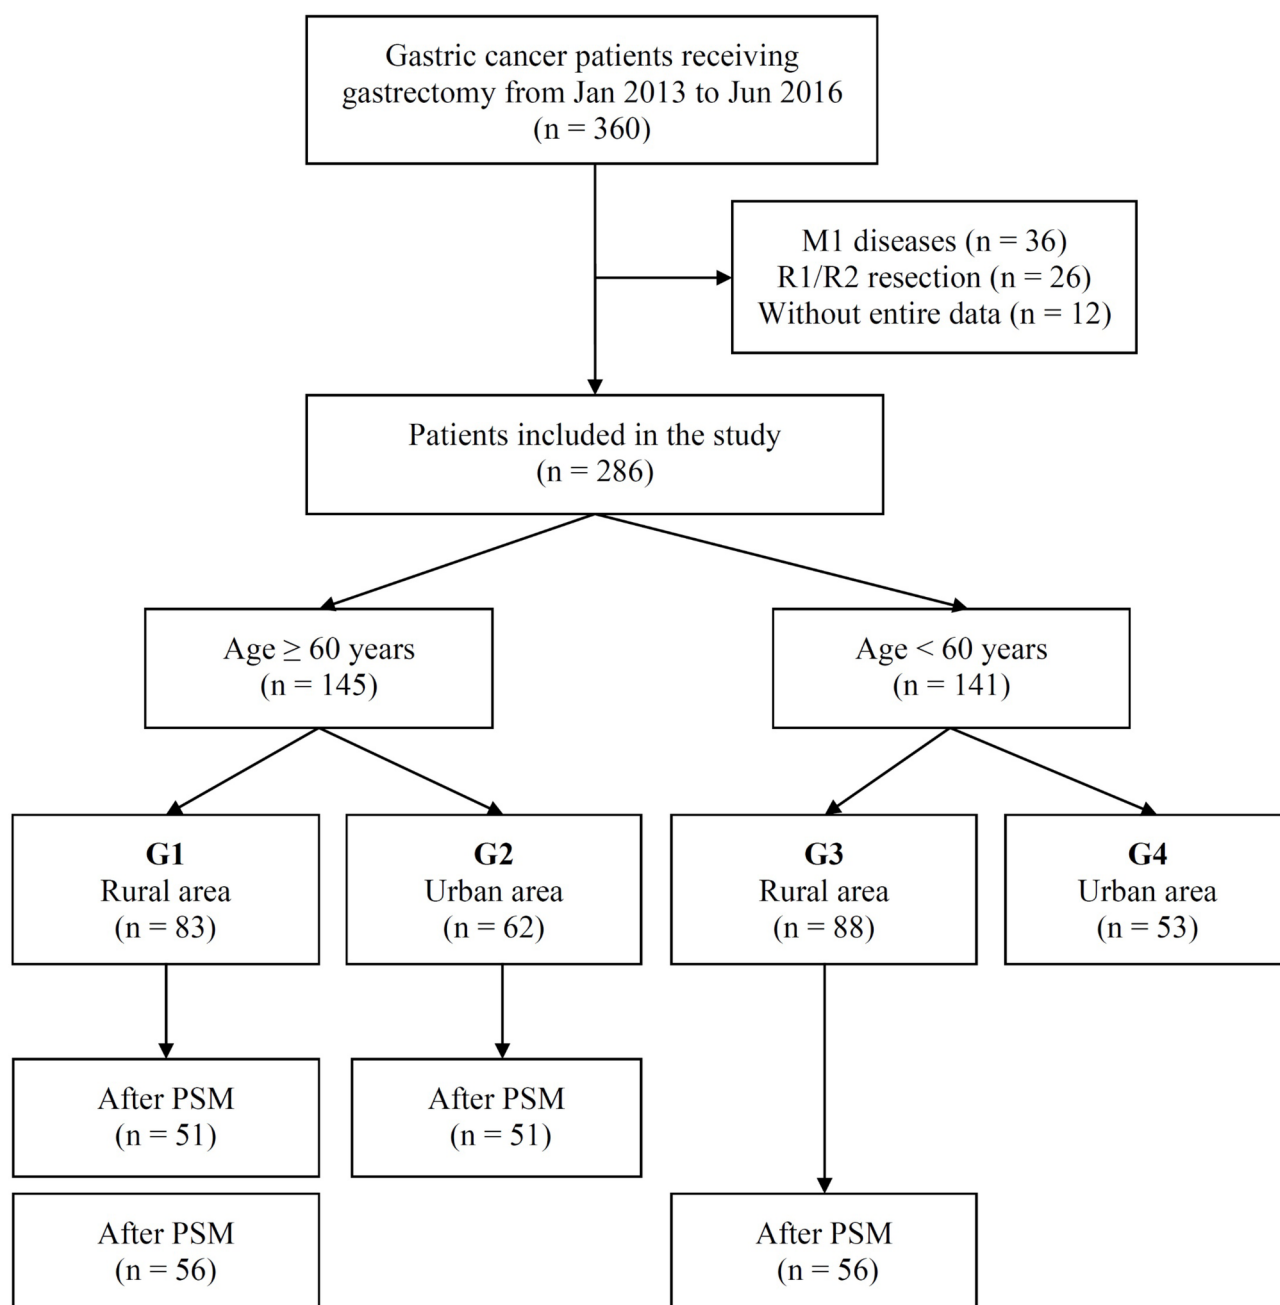 Gastric cancer patients receiving
gastrectomy from Jan 2013 to Jun 2016
(n = 360)
M1 diseases (n = 36)
R1/R2 resection (n = 26)
Without entire data (n = 12)
Patients included in the study
(n = 286)
Age ≥ 60 years
(n = 145)
Age < 60 years
(n = 141)
G1
Rural area
(n = 83)
G2
Urban area
(n = 62)
G3
Rural area
(n = 88)
G4
Urban area
(n = 53)
After PSM
(n = 51)
After PSM
(n = 51)
After PSM
(n = 56)
After PSM
(n = 56)